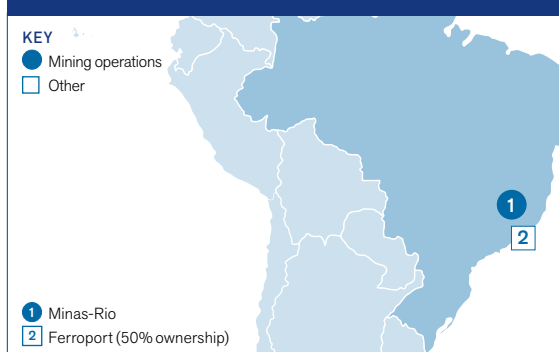 KEY
Mining operations
Other
1
2
1 Minas-Rio
2 Ferroport (50% ownership)